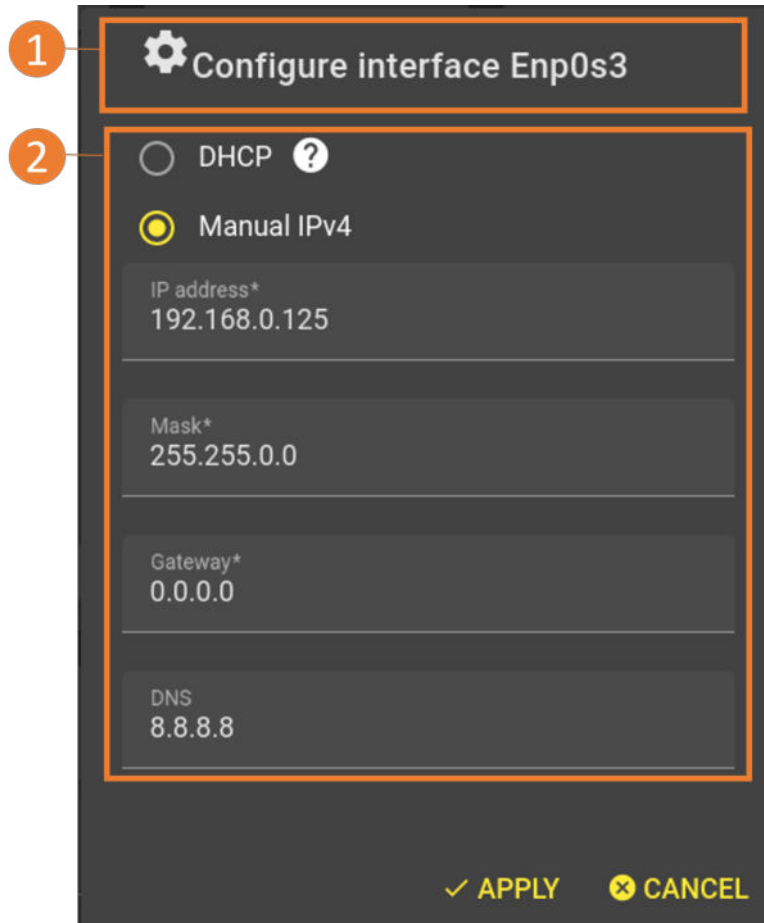 1
Configure interface Enp0s3
2
DHCP ?
Manual IPv4
IP address*
192.168.0.125
Mask*
255.255.0.0
Gateway*
0.0.0.0
DNS
8.8.8.8
APPLY CANCEL